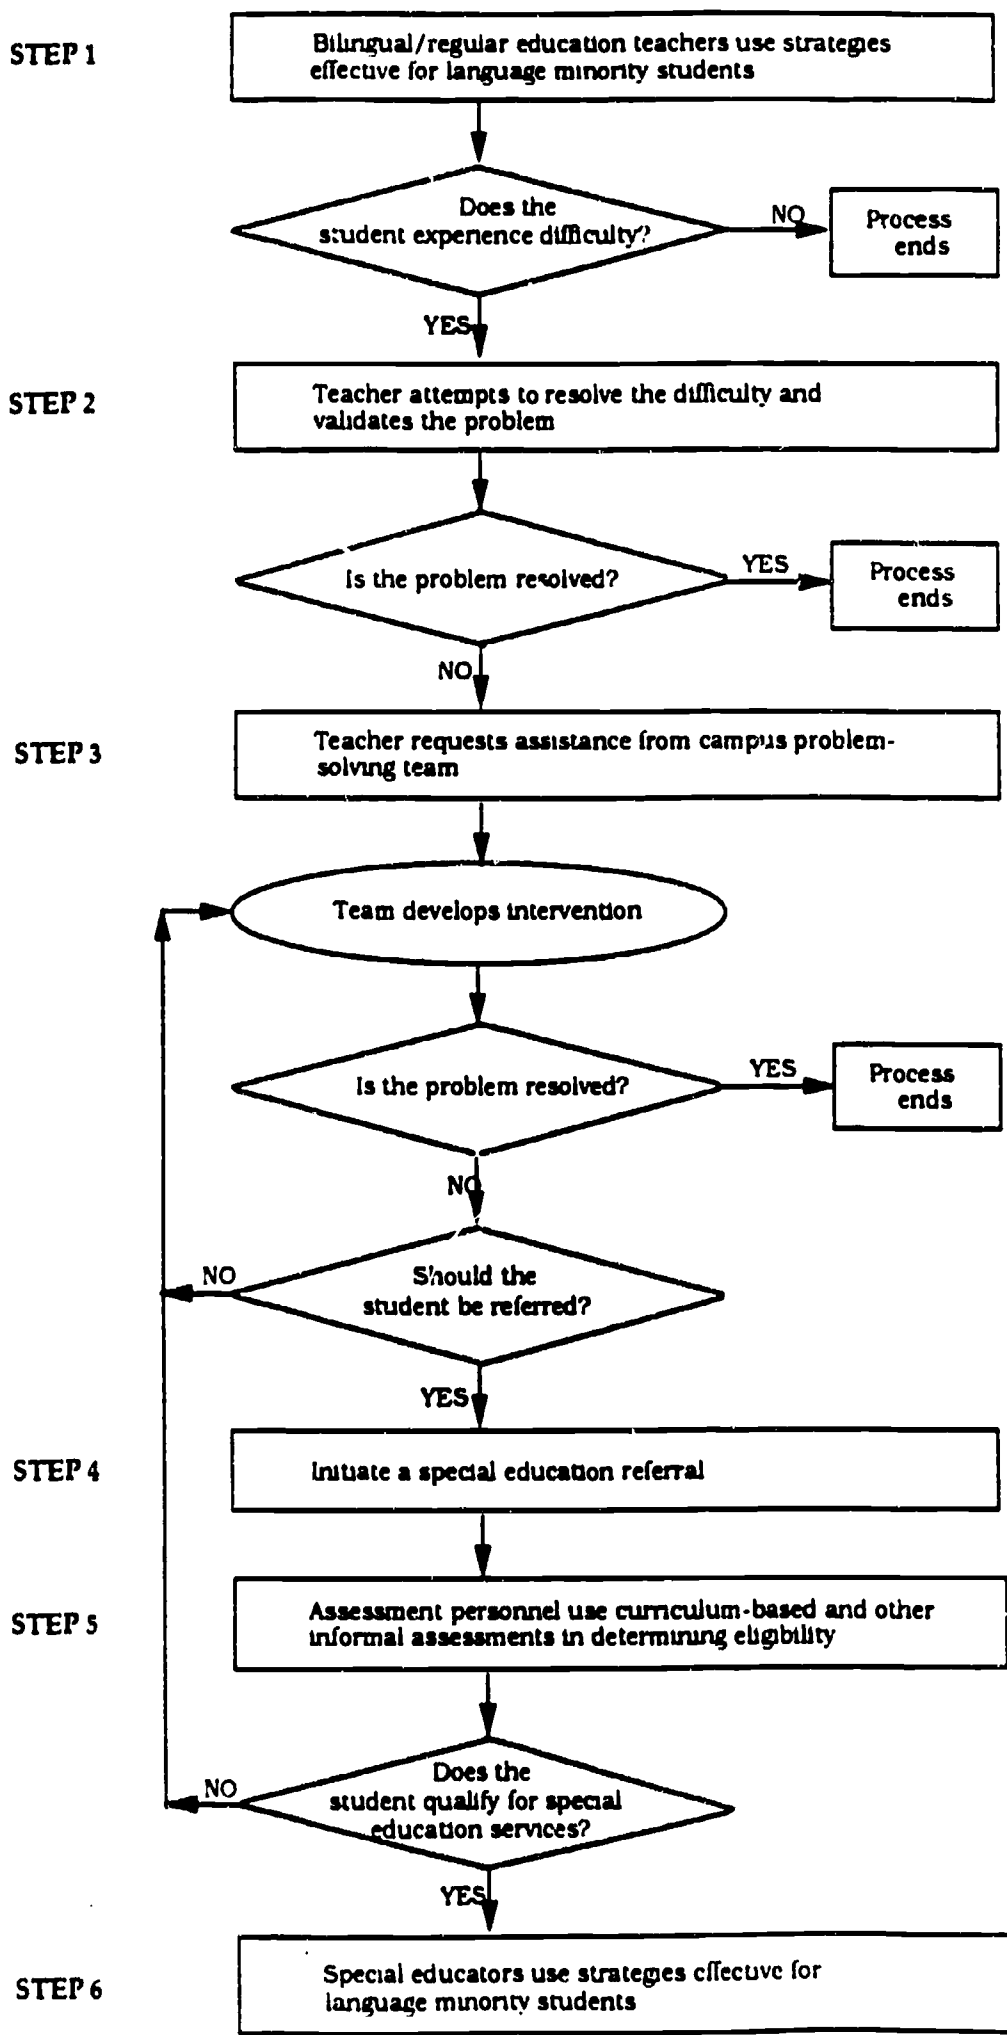 STEP 1
Bilingual/regular education teachers use strategies
effective for language minority students
Does the
student experience difficulty?
NO
Process
ends
YES
STEP 2
Teacher attempts to resolve the difficulty and
validates the problem
Is the problem resolved?
YES
Process
ends
NO
STEP 3
Teacher requests assistance from campus problem-
solving team
Team develops intervention
Is the problem resolved?
YES
Process
ends
NO
Should the
student be referred?
NO
YES
STEP 4
Initiate a special education referral
STEP 5
Assessment personnel use curriculum-based and other
informal assessments in determining eligibility
Does the
student qualify for special
education services?
NO
YES
STEP 6
Special educators use strategies effective for
language minority students